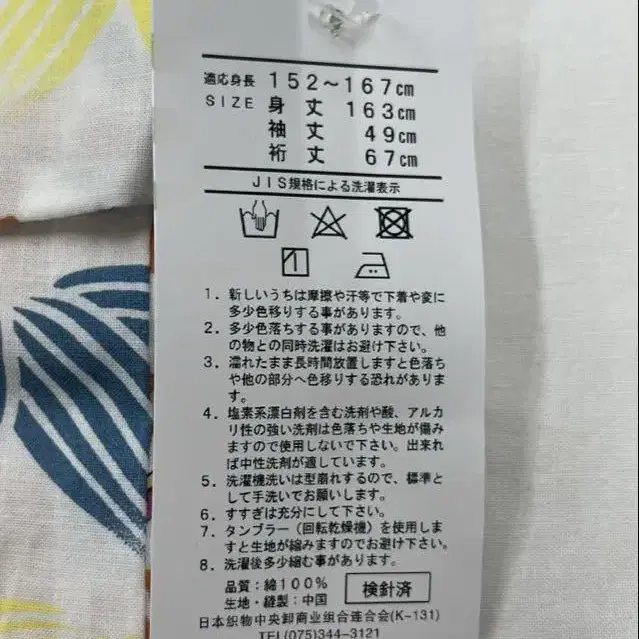 適応身長 152～167cm
SIZE 身丈 163cm
袖丈 49cm
裄丈 67cm
JIS規格による洗濯表示
1．新しいうちは摩擦や汗等で下着や変に
多少色移りする事があります。
2．多少色落ちする事がありますので、他
の物との同時洗濯はお避け下さい。
3．濡れたまま長時間放置しますと色落ち
や他の部分へ色移りする恐れがありま
す。
4．塩素系漂白剤を含む洗剤や酸、アルカ
リ性の強い洗剤は色落ちや生地が傷み
ますので使用しないで下さい。出来れ
ば中性洗剤が適しています。
5．洗濯機洗いは型崩れするので、標準と
して手洗いでお願いします。
6．すすぎは充分にして下さい。
7．タンブラー（回転乾燥機）を使用しま
すと生地が縮みますのでお避け下さい。
8．洗濯後多少縮む事があります。
品質：綿100％
生地・縫製：中国
検針済
日本織物中央卸商業組合連合会(K-131)
TEL(075)344-3121